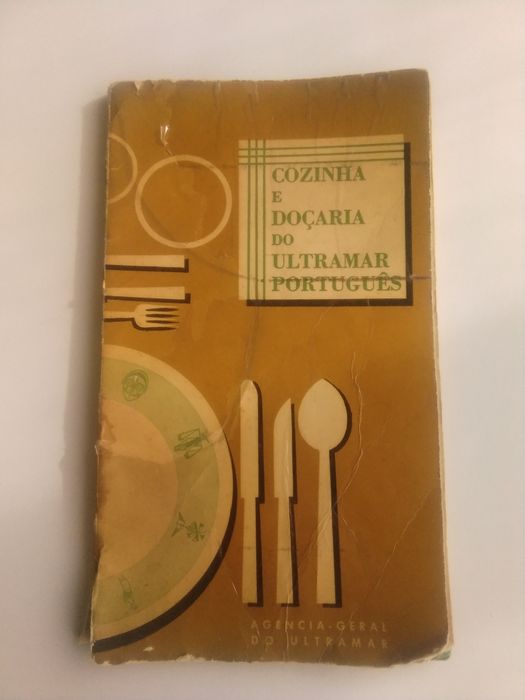 COZINHA
E
DOÇARIA
DO
ULTRAMAR
PORTUGUÊS
AGÊNCIA-GERAL
DO ULTRAMAR